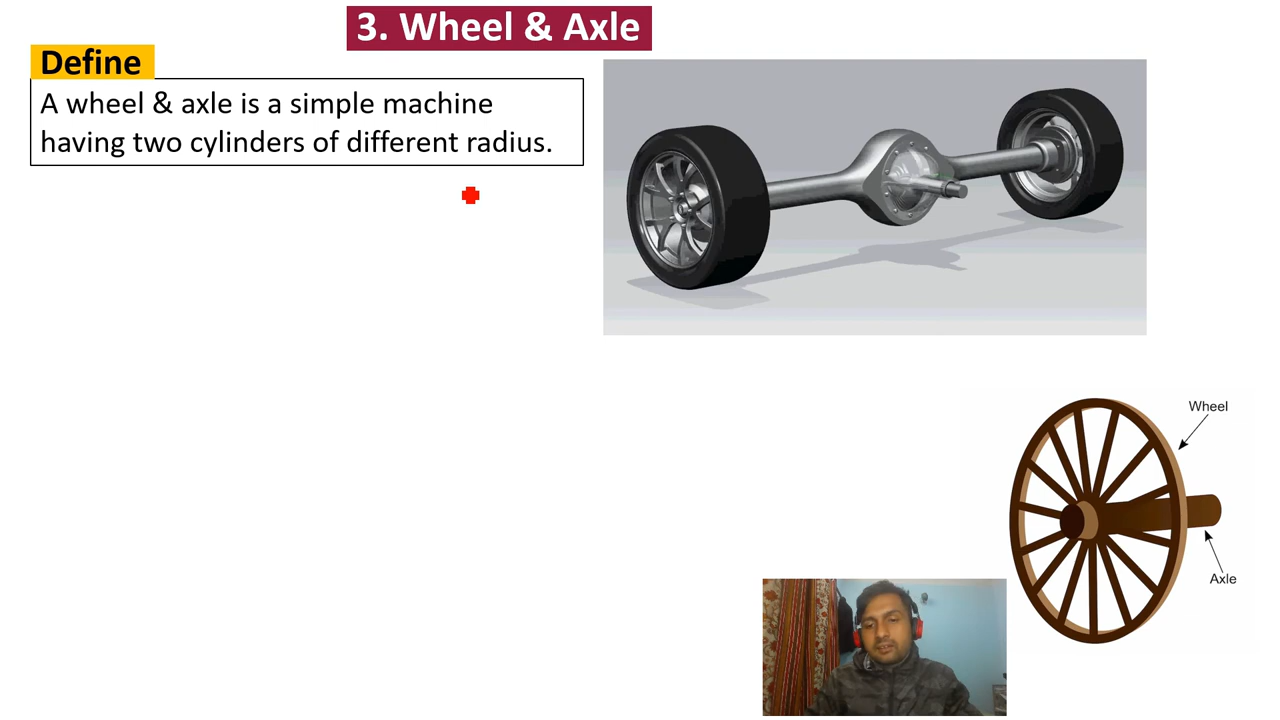 3. Wheel & Axle
Define
A wheel & axle is a simple machine
having two cylinders of different radius.
Wheel
Axle